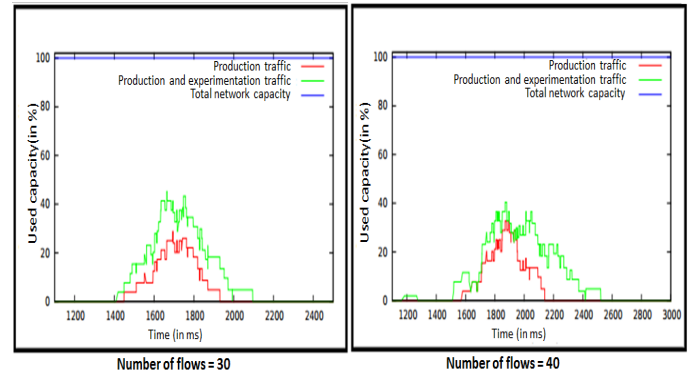 Production traffic
Production and experimentation traffic
Total network capacity
Used capacity(in %)
100
80
60
40
20
0
1200 1400 1600 1800 2000 2200 2400
Time (in ms)
Number of flows = 30
Production traffic
Production and experimentation traffic
Total network capacity
Used capacity(in %)
100
80
60
40
20
0
1200 1400 1600 1800 2000 2200 2400 2600 2800 3000
Time (in ms)
Number of flows = 40